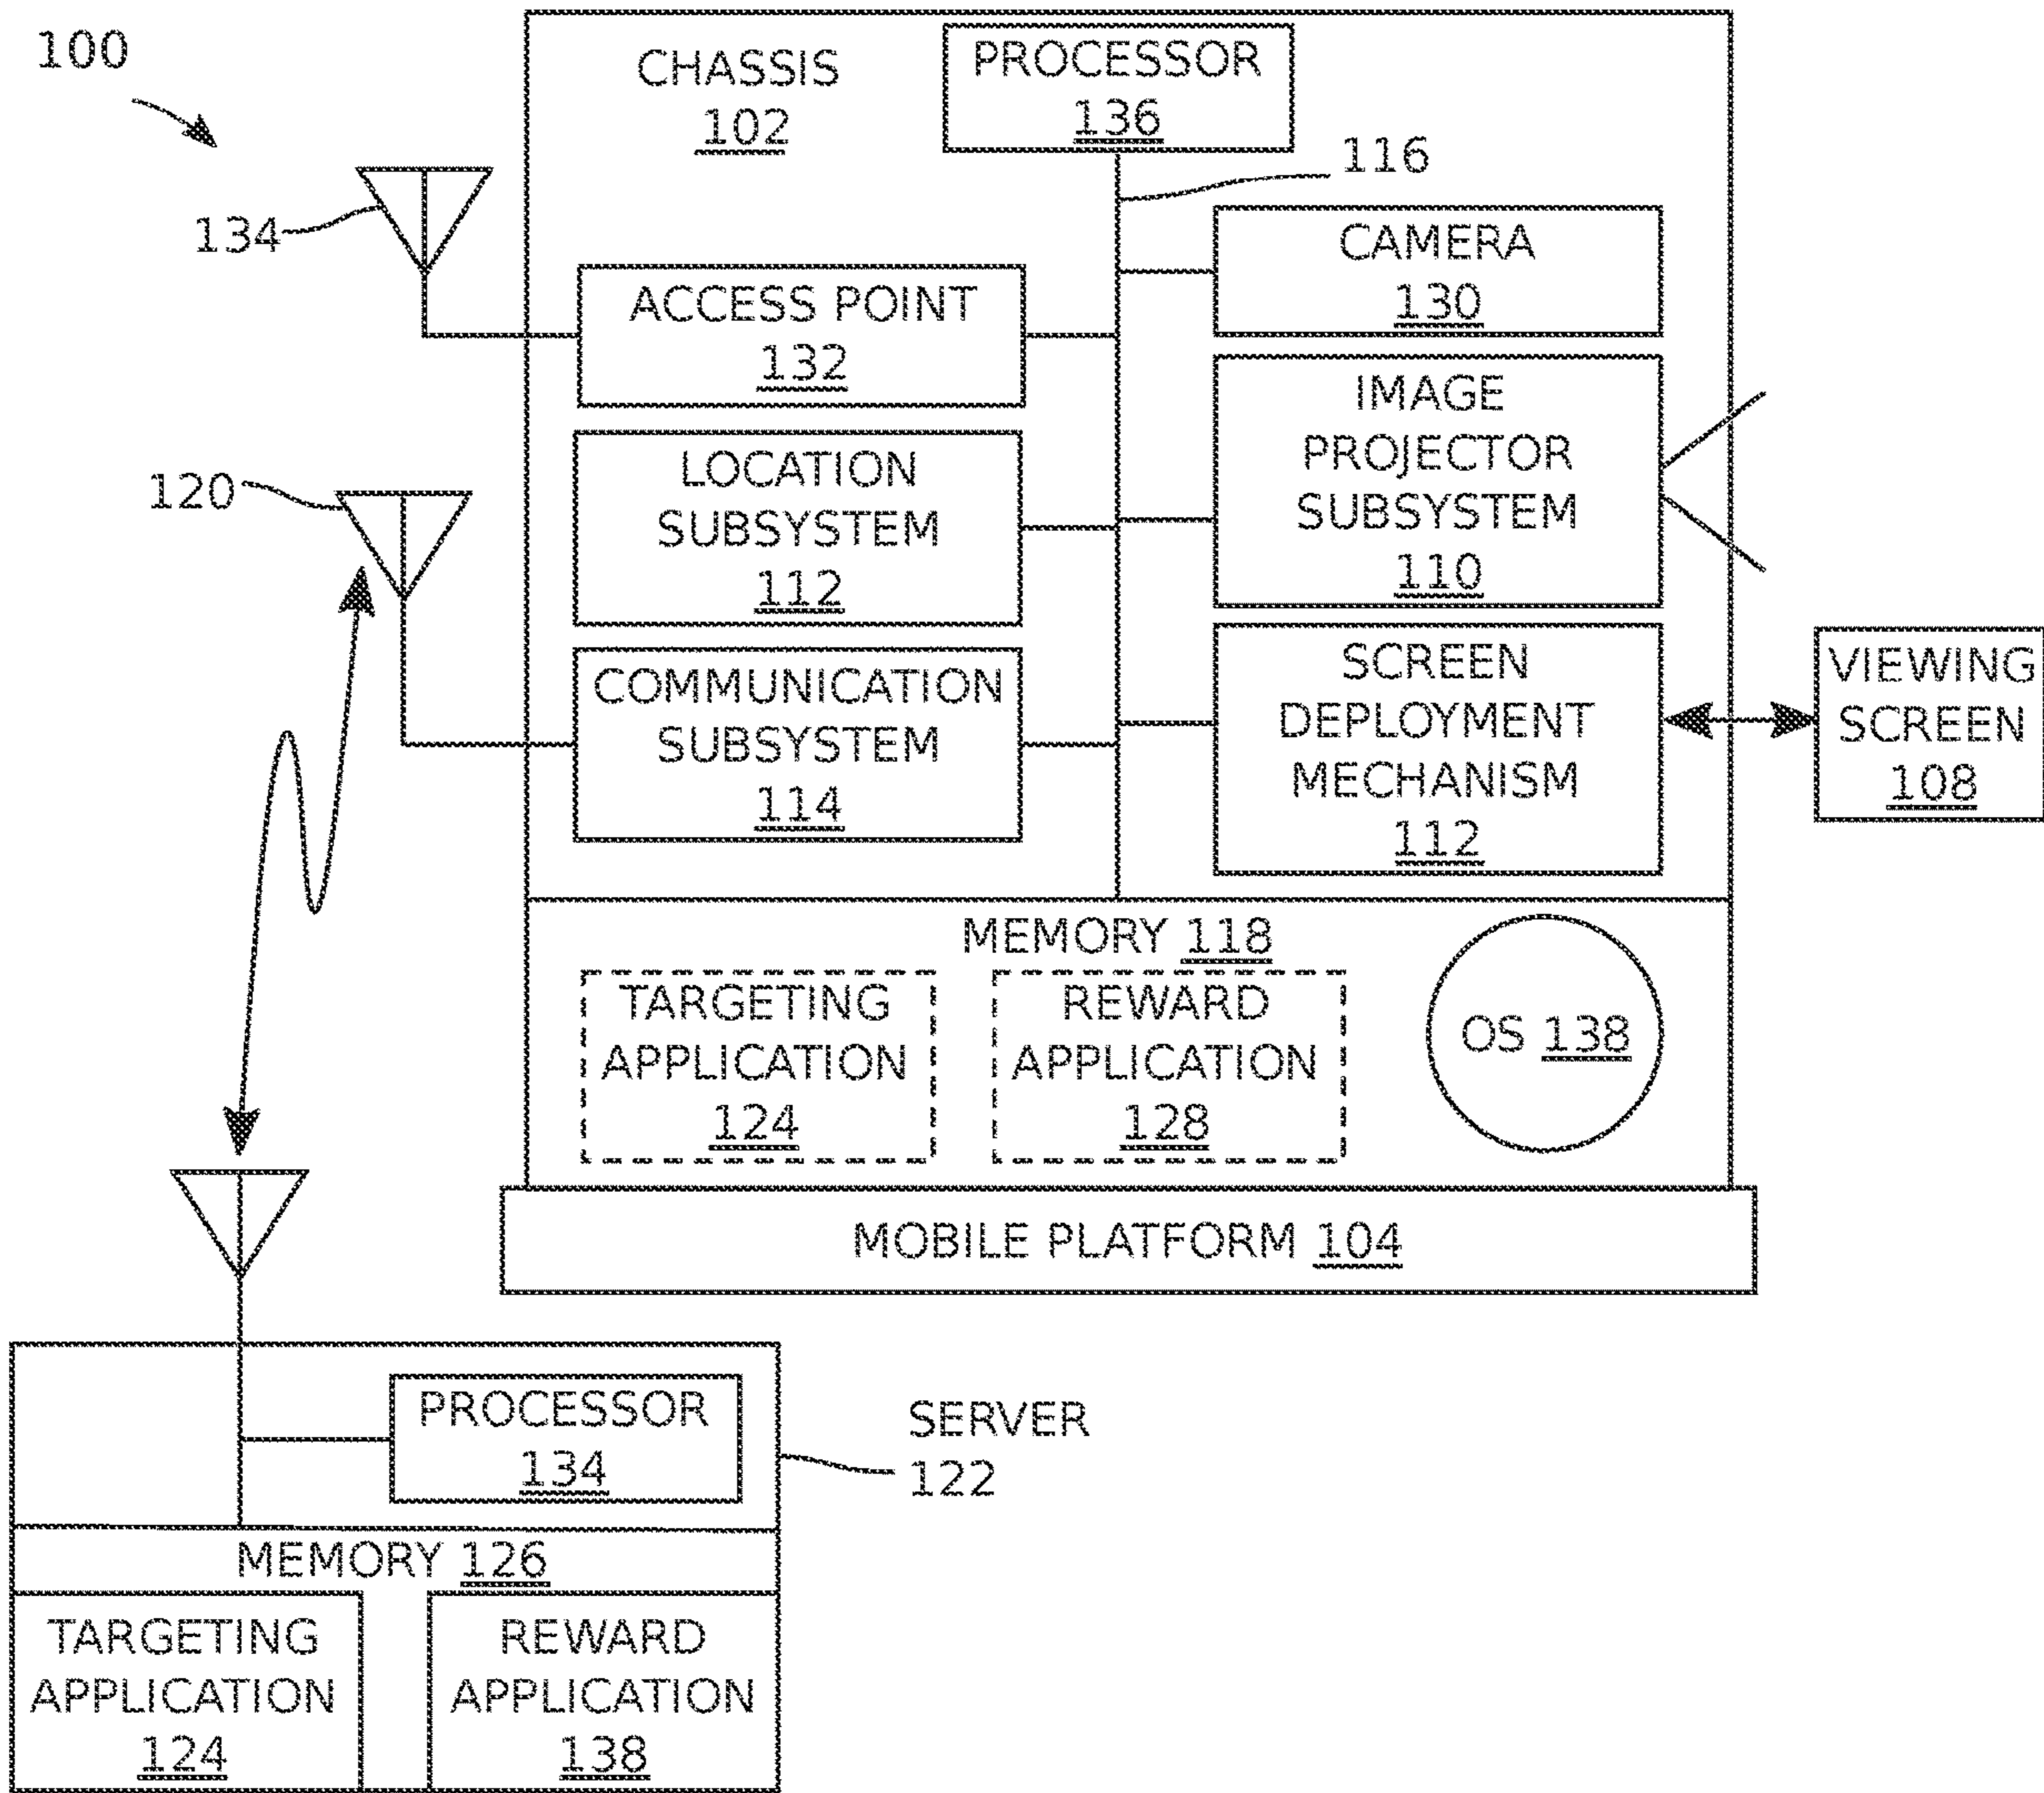 100
CHASSIS
102
PROCESSOR
136
116
134
CAMERA
130
ACCESS POINT
132
IMAGE
PROJECTOR
SUBSYSTEM
110
120
LOCATION
SUBSYSTEM
112
COMMUNICATION
SUBSYSTEM
114
SCREEN
DEPLOYMENT
MECHANISM
112
VIEWING
SCREEN
108
MEMORY 118
TARGETING
APPLICATION
124
REWARD
APPLICATION
128
OS 138
MOBILE PLATFORM 104
PROCESSOR
134
SERVER
122
MEMORY 126
TARGETING
APPLICATION
124
REWARD
APPLICATION
138